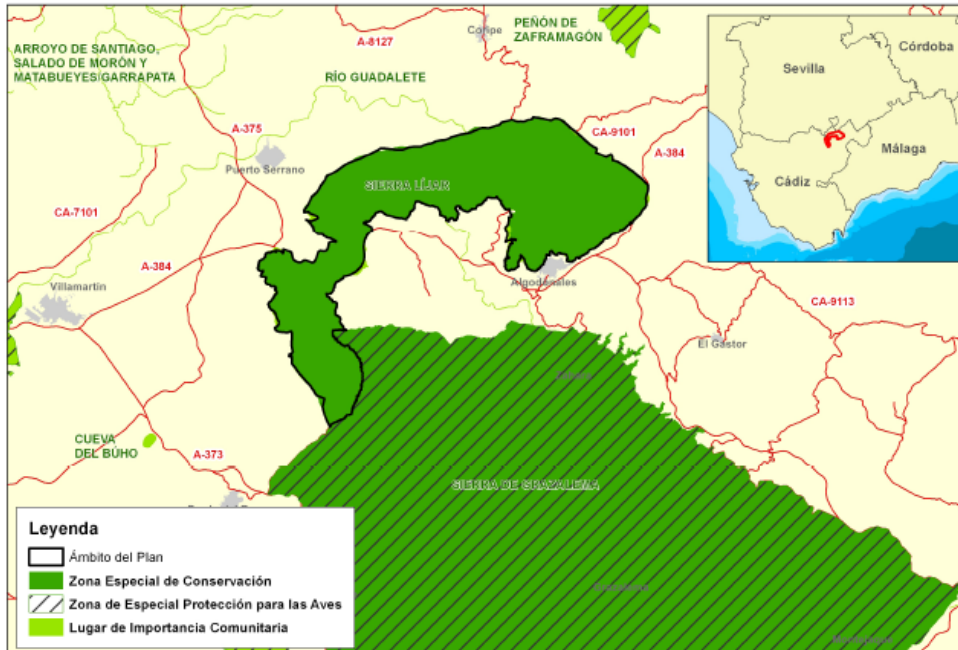 ARROYO DE SANTIAGO,
SALADO DE MORÓN Y
MATABUEYES/GARRAPATA
A-8127
Coripe
PEÑÓN DE
ZAFRAMAGÓN
RÍO GUADALETE
A-375
Puerto Serrano
CA-9101
A-384
SIERRA LÍJAR
CA-7101
A-384
Villamartín
Algodonales
CA-9113
El Gastor
CUEVA
DEL BÚHO
A-373
SIERRA DE GRAZALEMA
Sevilla
Córdoba
Málaga
Cádiz
Leyenda
Ámbito del Plan
Zona Especial de Conservación
Zona de Especial Protección para las Aves
Lugar de Importancia Comunitaria